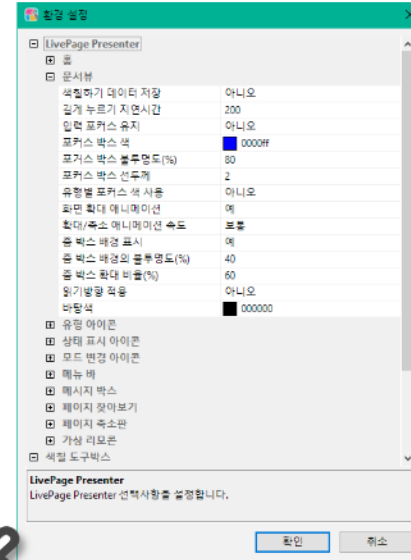 환경 설정
LivePage Presenter
홈
문서뷰
색칠하기 데이터 저장 아니오
길게 누르기 지연시간 200
입력 포커스 유지 아니오
포커스 박스 색 0000ff
포커스 박스 불투명도(%) 80
포커스 박스 선두께 2
유형별 포커스 색 사용 아니오
화면 확대 애니메이션 예
확대/축소 애니메이션 속도 보통
줌 박스 배경 표시 예
줌 박스 배경의 불투명도(%) 40
줌 박스 확대 비율(%) 60
읽기방향 적용 아니오
바탕색 000000
유형 아이콘
상태 표시 아이콘
모드 변경 아이콘
메뉴 바
메시지 박스
페이지 찾아보기
페이지 축소판
가상 리모콘
색칠 도구박스
LivePage Presenter
LivePage Presenter 선택사항를 설정합니다.
확인 취소